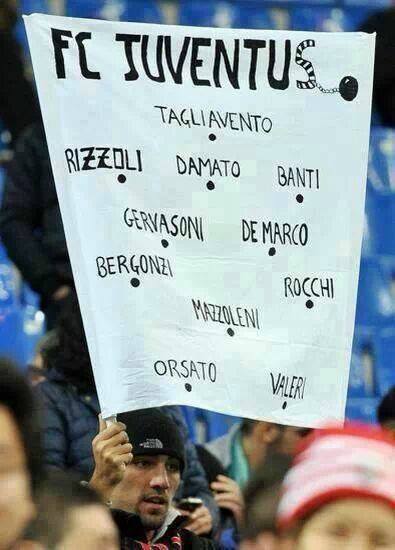 FC JUVENTUS
TAGLIAVENTO
RIZZOLI DAMATO BANTI
GERVASONI DE MARCO
BERGONZI ROCCHI
MAZZOLENI
ORSATO VALERI
THE NORTH FACE